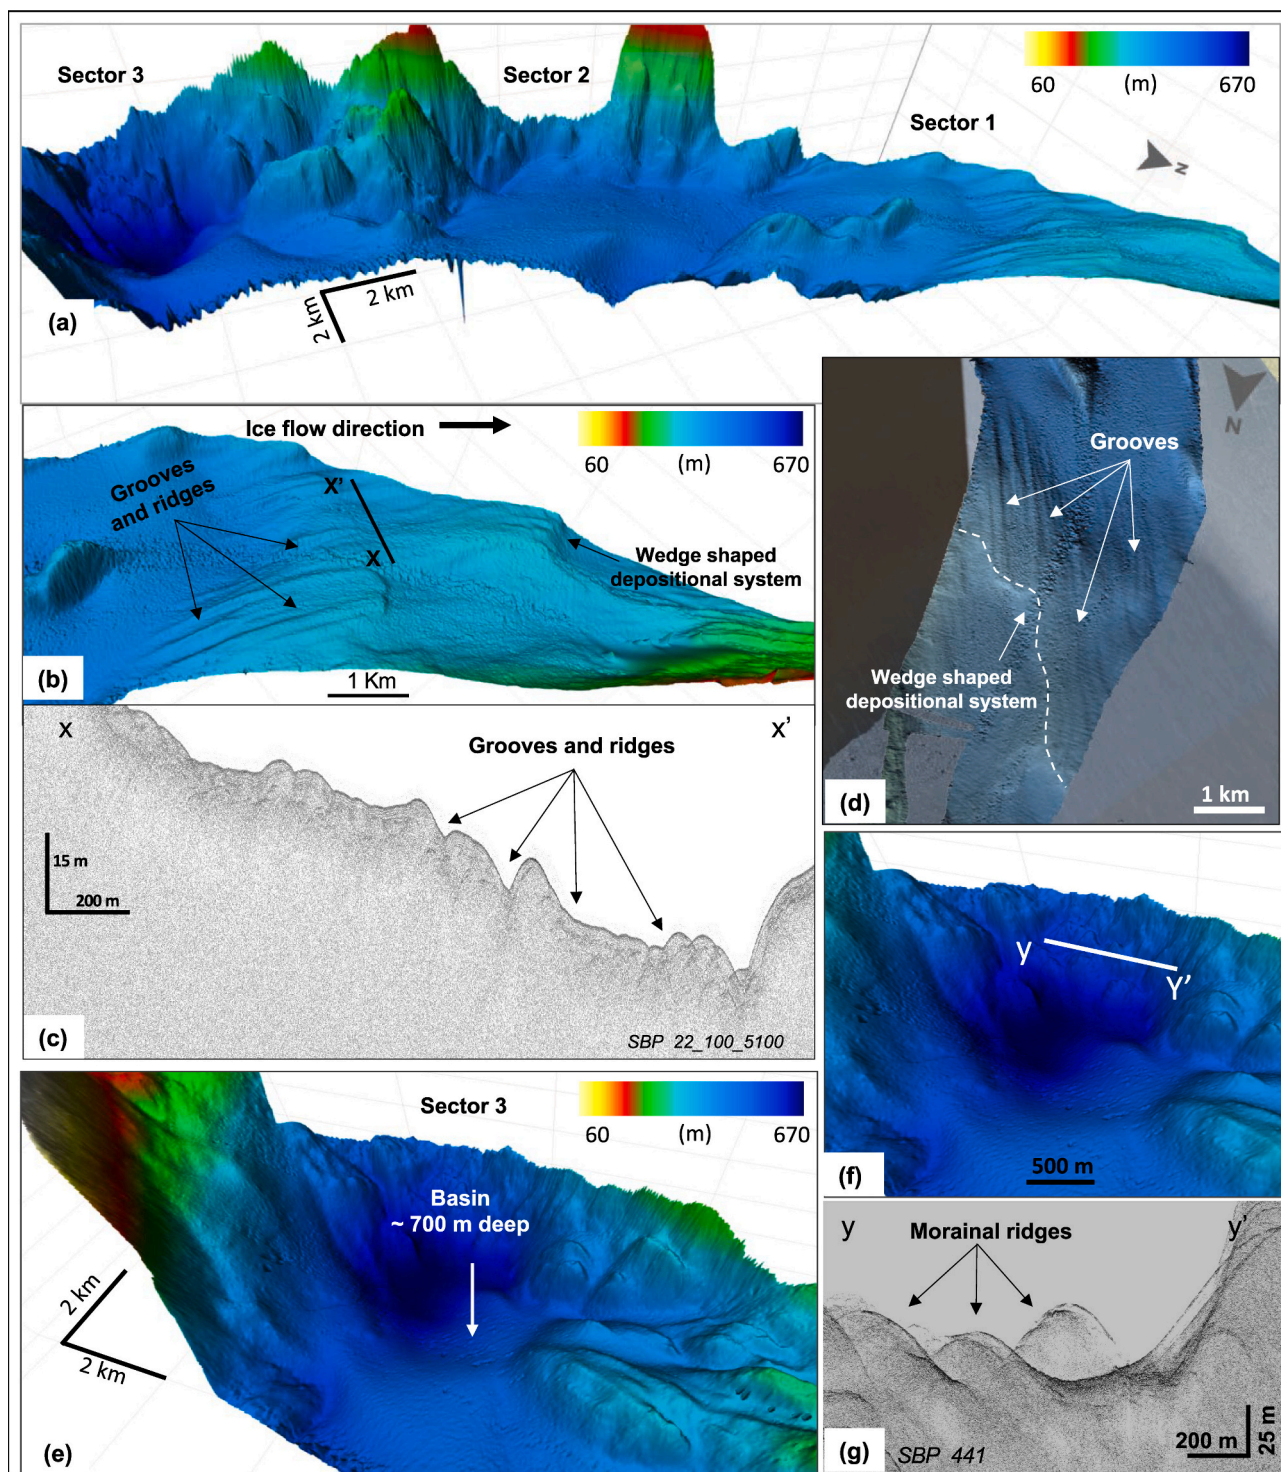 Sector 3
Sector 2
Sector 1
60 (m) 670
N
2 km
2 km
(a)
Ice flow direction
60 (m) 670
Grooves
and ridges
X'
X
Wedge shaped
depositional system
(b)
1 Km
N
Grooves
Wedge shaped
depositional system
1 km
(d)
X
X'
Grooves and ridges
15 m
200 m
(c)
SBP 22_100_5100
y
Y'
500 m
(f)
Sector 3
60 (m) 670
Basin
~ 700 m deep
2 km
2 km
(e)
y
y'
Morainal ridges
200 m
25 m
(g)
SBP 441